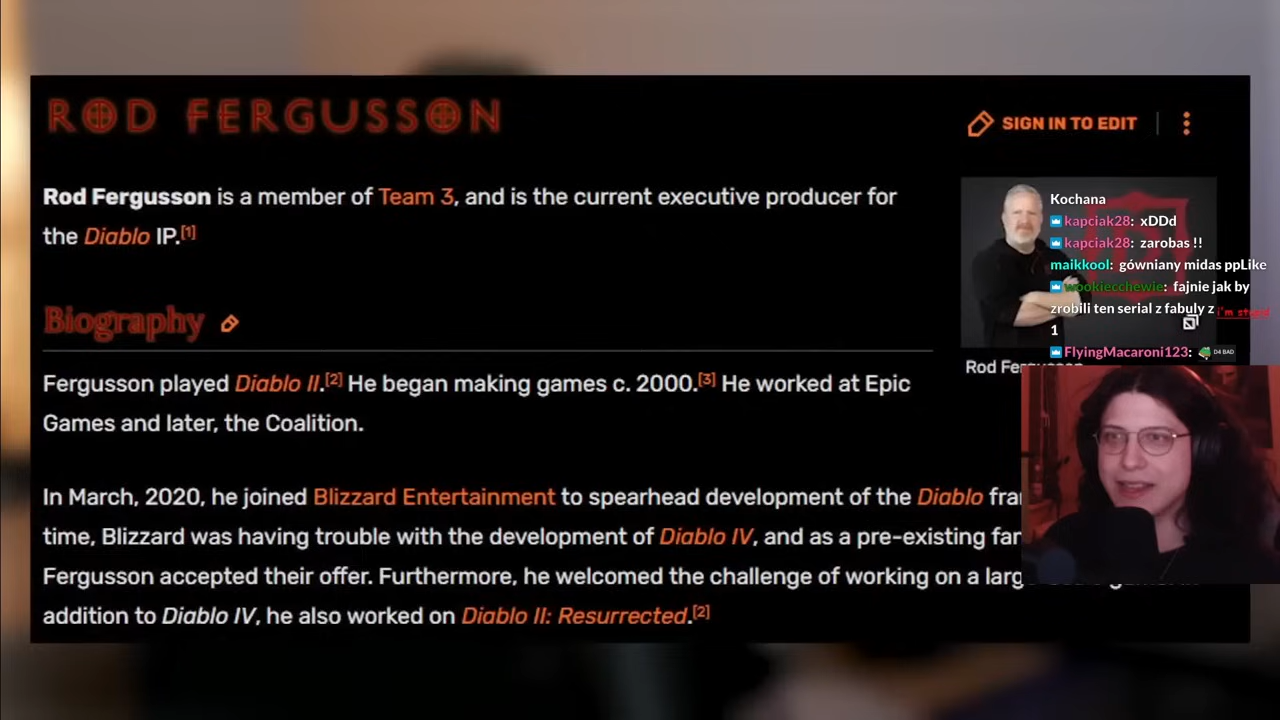 ROD FERGUSSON
SIGN IN TO EDIT
Rod Fergusson is a member of Team 3, and is the current executive producer for
the Diablo IP.[1]
Biography
Fergusson played Diablo II.[2] He began making games c. 2000.[3] He worked at Epic
Games and later, the Coalition.
In March, 2020, he joined Blizzard Entertainment to spearhead development of the Diablo
time, Blizzard was having trouble with the development of Diablo IV, and as a pre-existing
Fergusson accepted their offer. Furthermore, he welcomed the challenge of working on a
addition to Diablo IV, he also worked on Diablo II: Resurrected.[2]
Rod
Kochana
kapciak28: xDDd
kapciak28: zarobas !!
maikkool: gówniany midas ppLike
wookiecchewie: fajnie jak by
zrobili ten serial z fabuly z i'm stupid
1
FlyingMacaroni123: D4 BAD